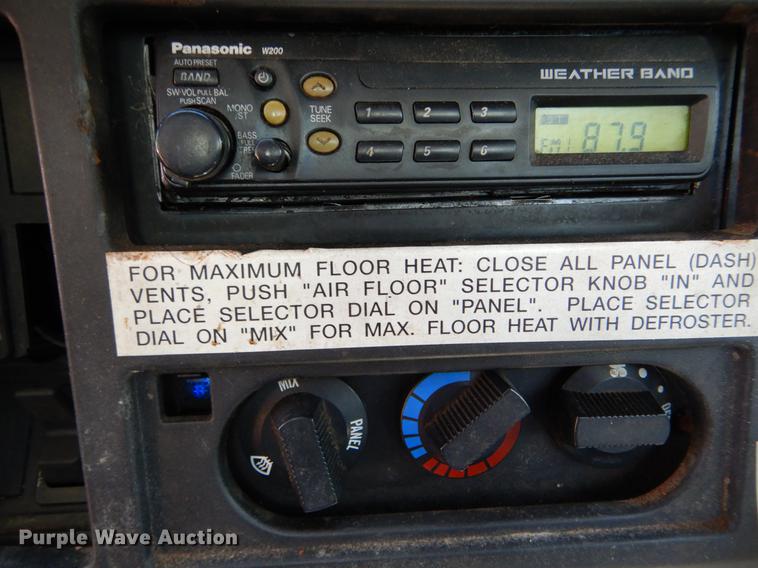 Panasonic W200
WEATHER BAND
AUTO PRESET
BAND
SW·VOL PULL BAL
PUSH SCAN
MONO
/ST
TUNE
SEEK
BASS
FADER
1 2 3
4 5 6
ST
FM 1 87.9
FOR MAXIMUM FLOOR HEAT: CLOSE ALL PANEL (DASH)
VENTS, PUSH "AIR FLOOR" SELECTOR KNOB "IN" AND
PLACE SELECTOR DIAL ON "PANEL". PLACE SELECTOR
DIAL ON "MIX" FOR MAX. FLOOR HEAT WITH DEFROSTER.
MIX
PANEL
Purple Wave Auction